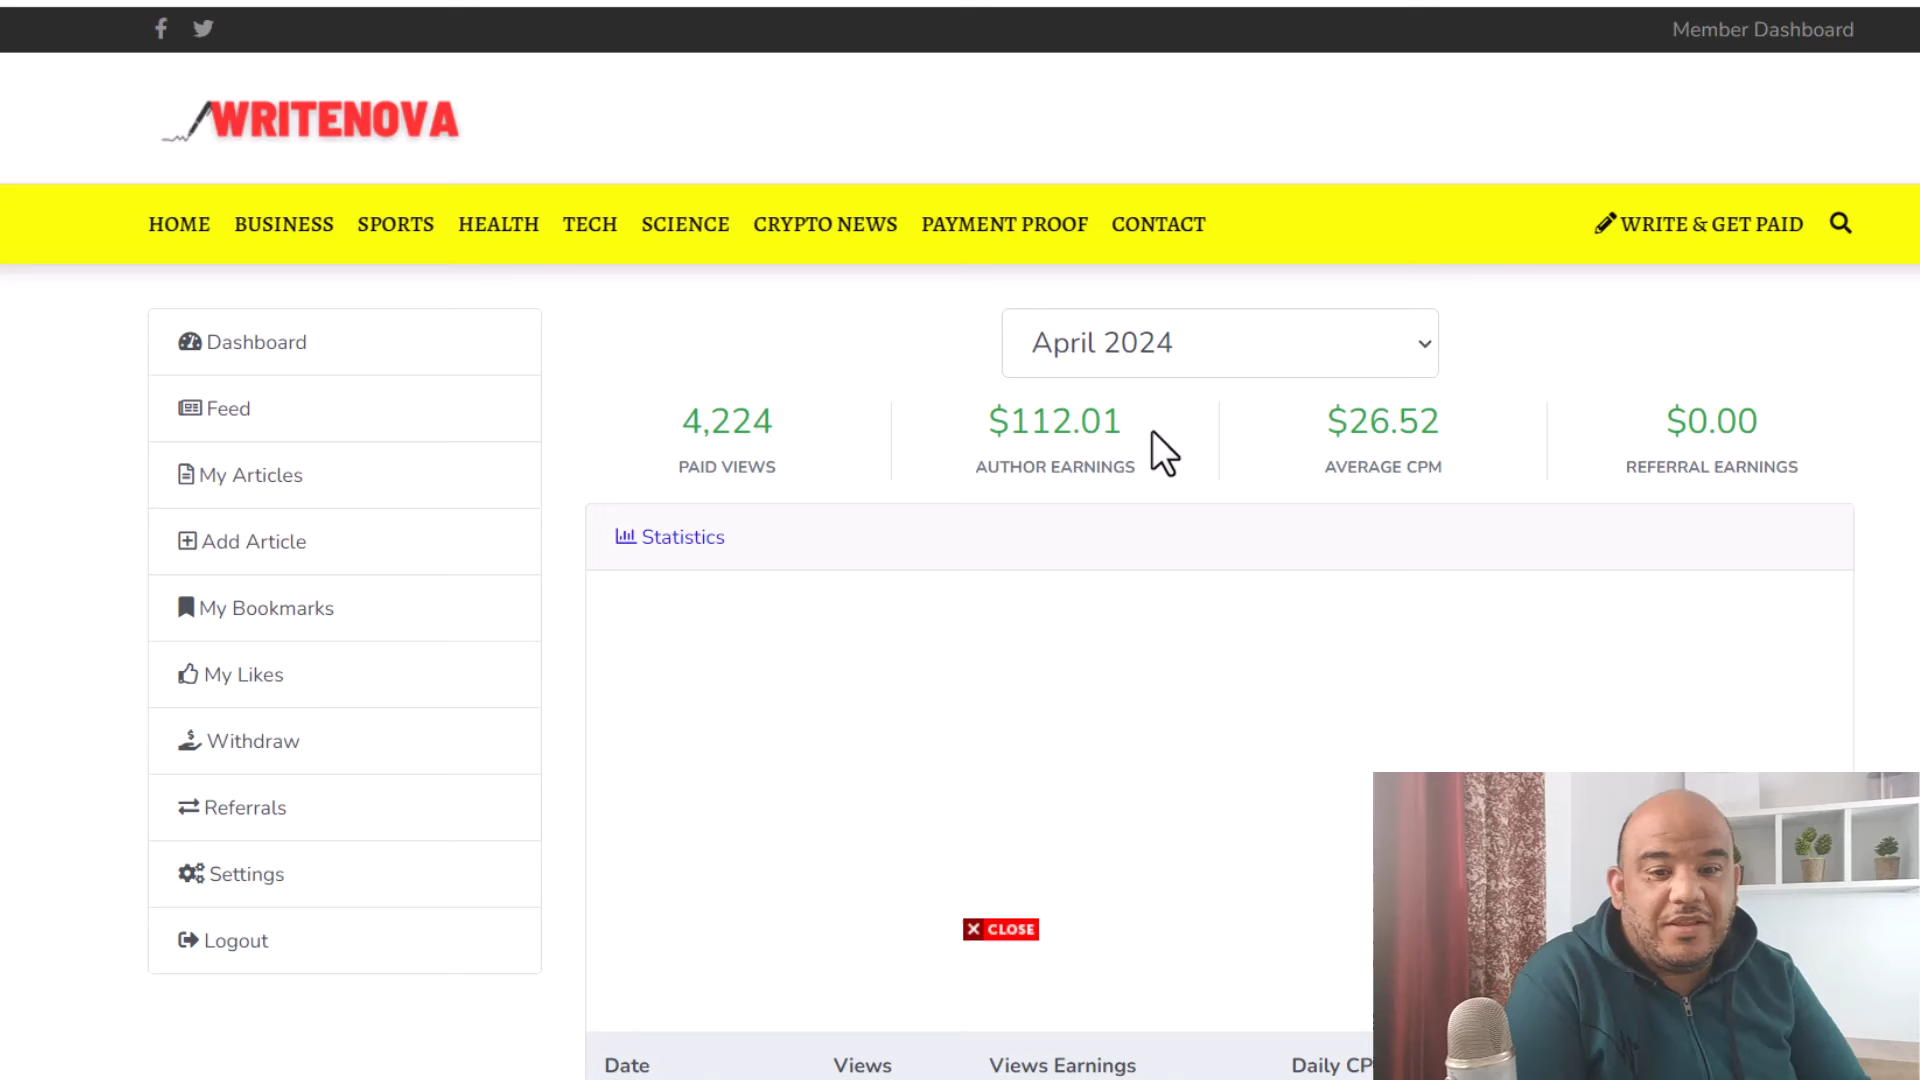 Member Dashboard
WRITENOVA
HOME BUSINESS SPORTS HEALTH TECH SCIENCE CRYPTO NEWS PAYMENT PROOF CONTACT WRITE & GET PAID
Dashboard
Feed
My Articles
Add Article
My Bookmarks
My Likes
Withdraw
Referrals
Settings
Logout
April 2024
4,224 $112.01 $26.52 $0.00
PAID VIEWS AUTHOR EARNINGS AVERAGE CPM REFERRAL EARNINGS
Statistics
CLOSE
Date Views Views Earnings Daily CP